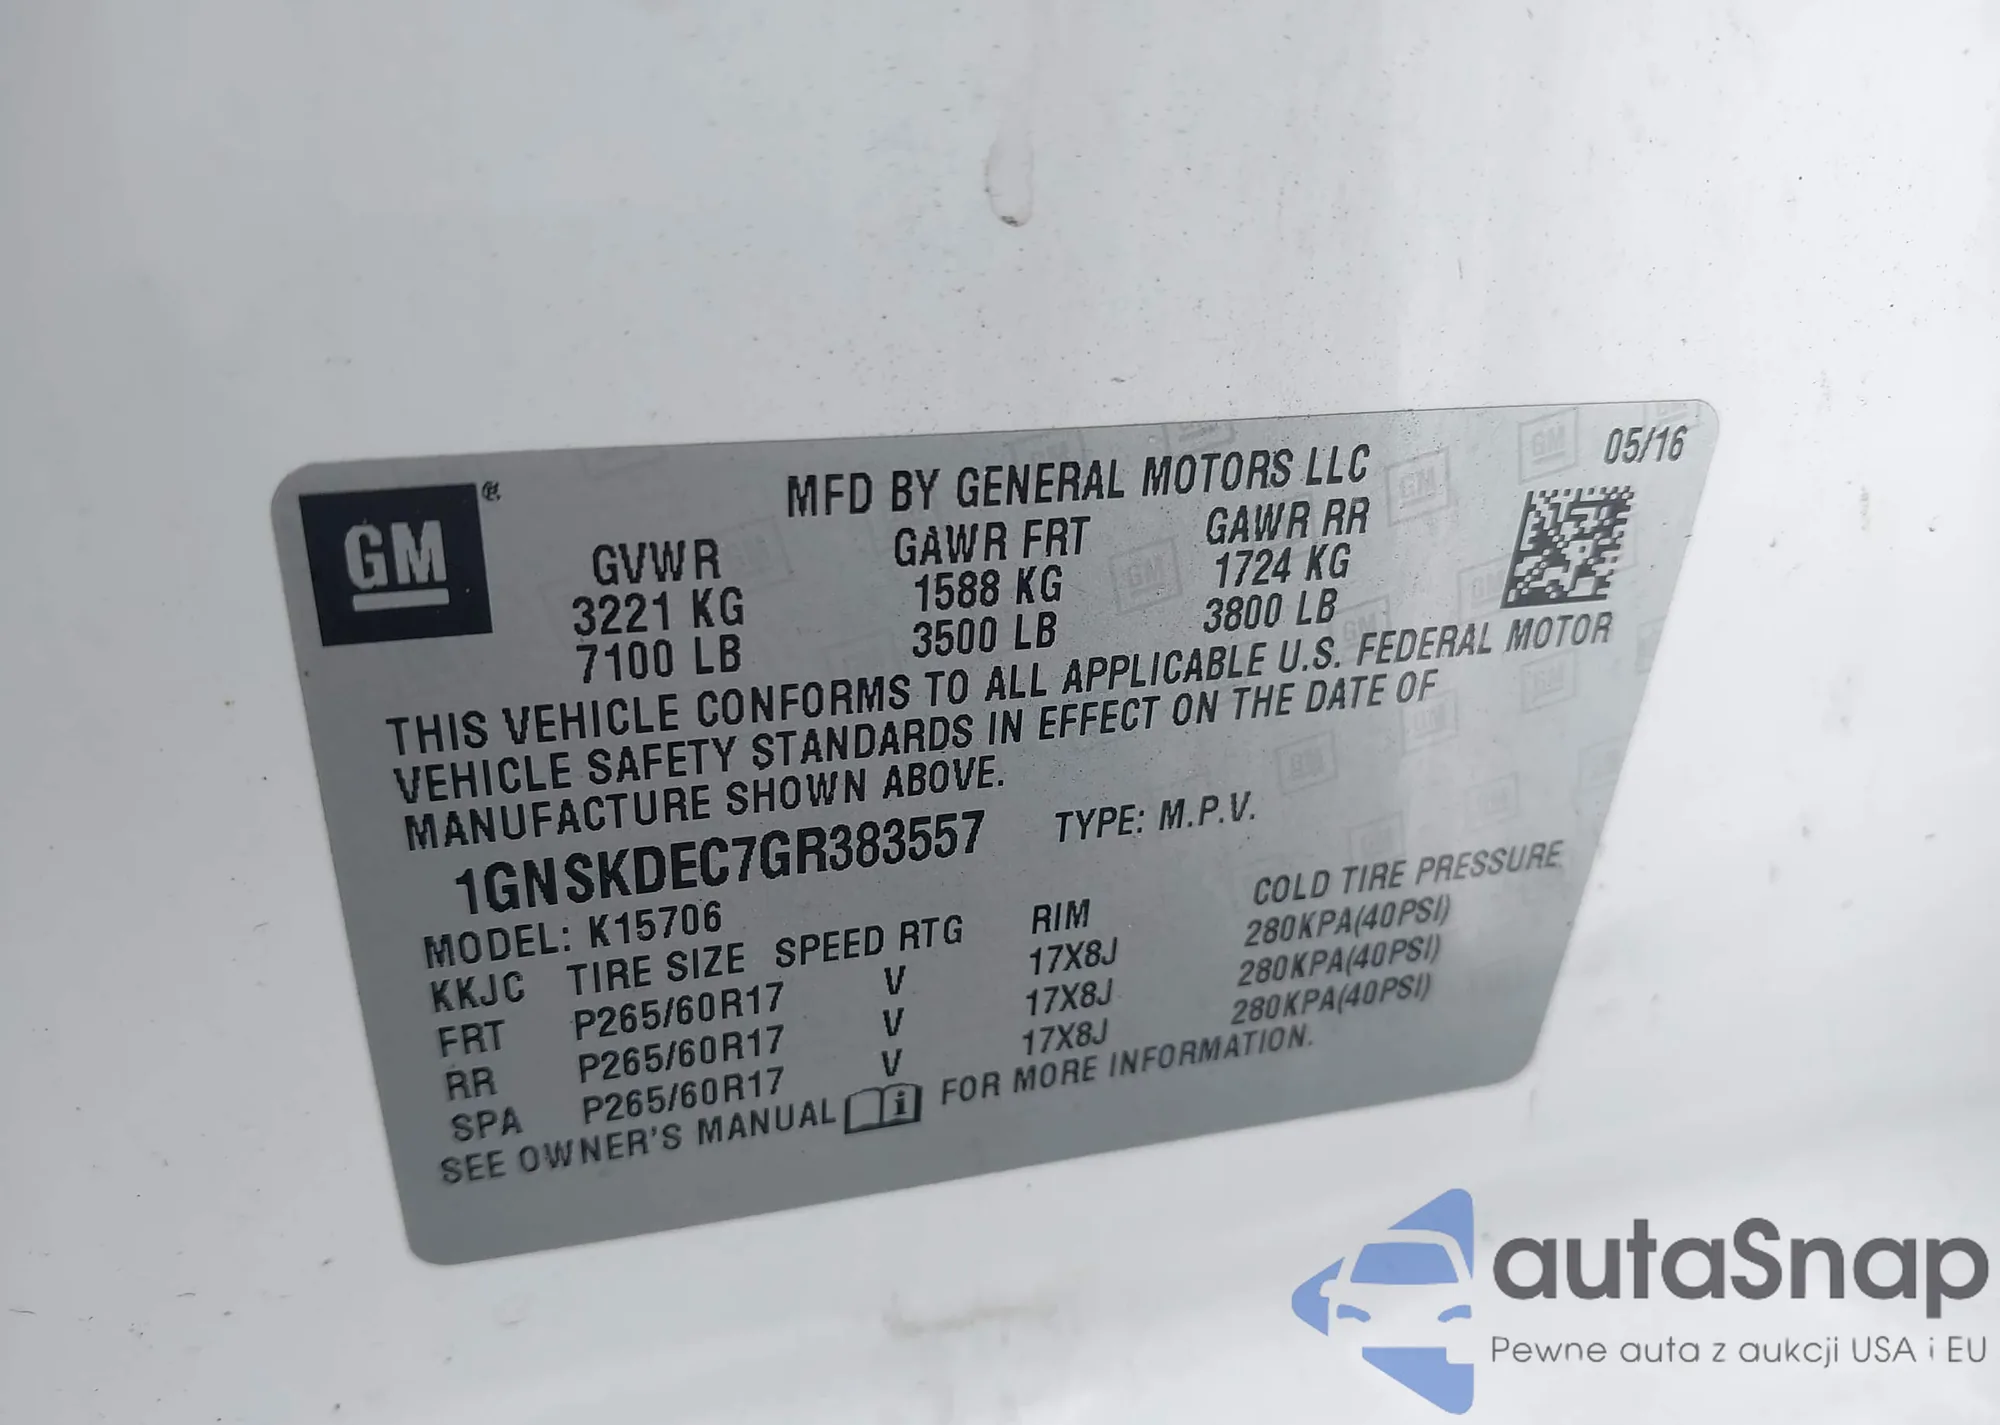 MFD BY GENERAL MOTORS LLC 05/16
GM®
GVWR GAWR FRT GAWR RR
3221 KG 1588 KG 1724 KG
7100 LB 3500 LB 3800 LB
THIS VEHICLE CONFORMS TO ALL APPLICABLE U.S. FEDERAL MOTOR
VEHICLE SAFETY STANDARDS IN EFFECT ON THE DATE OF
MANUFACTURE SHOWN ABOVE.
1GNSKDEC7GR383557 TYPE: M.P.V.
MODEL: K15706
KKJC TIRE SIZE SPEED RTG RIM COLD TIRE PRESSURE
FRT P265/60R17 V 17X8J 280KPA(40PSI)
RR P265/60R17 V 17X8J 280KPA(40PSI)
SPA P265/60R17 V 17X8J 280KPA(40PSI)
SEE OWNER'S MANUAL i FOR MORE INFORMATION.
autaSnap
Pewne auta z aukcji USA i EU